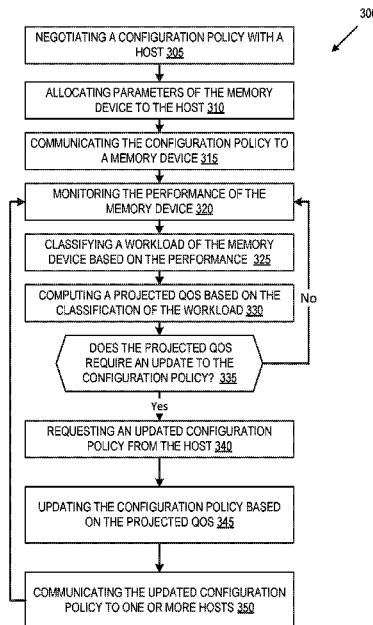 300
NEGOTIATING A CONFIGURATION POLICY WITH A
HOST 305
ALLOCATING PARAMETERS OF THE MEMORY
DEVICE TO THE HOST 310
COMMUNICATING THE CONFIGURATION POLICY TO
A MEMORY DEVICE 315
MONITORING THE PERFORMANCE OF THE
MEMORY DEVICE 320
CLASSIFYING A WORKLOAD OF THE MEMORY
DEVICE BASED ON THE PERFORMANCE 325
COMPUTING A PROJECTED QOS BASED ON THE
CLASSIFICATION OF THE WORKLOAD 330
No
DOES THE PROJECTED QOS
REQUIRE AN UPDATE TO THE
CONFIGURATION POLICY? 335
Yes
REQUESTING AN UPDATED CONFIGURATION
POLICY FROM THE HOST 340
UPDATING THE CONFIGURATION POLICY BASED
ON THE PROJECTED QOS 345
COMMUNICATING THE UPDATED CONFIGURATION
POLICY TO ONE OR MORE HOSTS 350